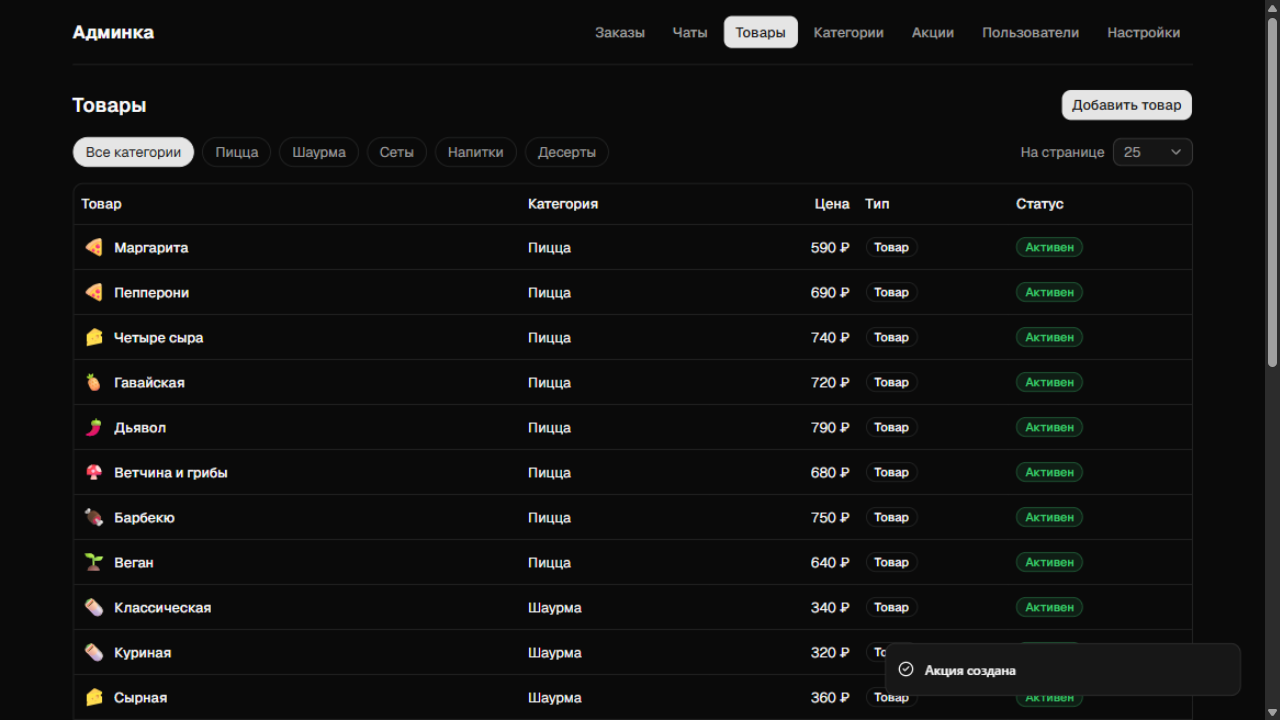 Админка
Заказы Чаты Товары Категории Акции Пользователи Настройки
Товары
Добавить товар
Все категории Пицца Шаурма Сеты Напитки Десерты
На странице 25
Товар Категория Цена Тип Статус
Маргарита Пицца 590 ₽ Товар Активен
Пепперони Пицца 690 ₽ Товар Активен
Четыре сыра Пицца 740 ₽ Товар Активен
Гавайская Пицца 720 ₽ Товар Активен
Дьявол Пицца 790 ₽ Товар Активен
Ветчина и грибы Пицца 680 ₽ Товар Активен
Барбекю Пицца 750 ₽ Товар Активен
Веган Пицца 640 ₽ Товар Активен
Классическая Шаурма 340 ₽ Товар Активен
Куриная Шаурма 320 ₽
Акция создана
Сырная Шаурма 360 ₽ Товар Активен